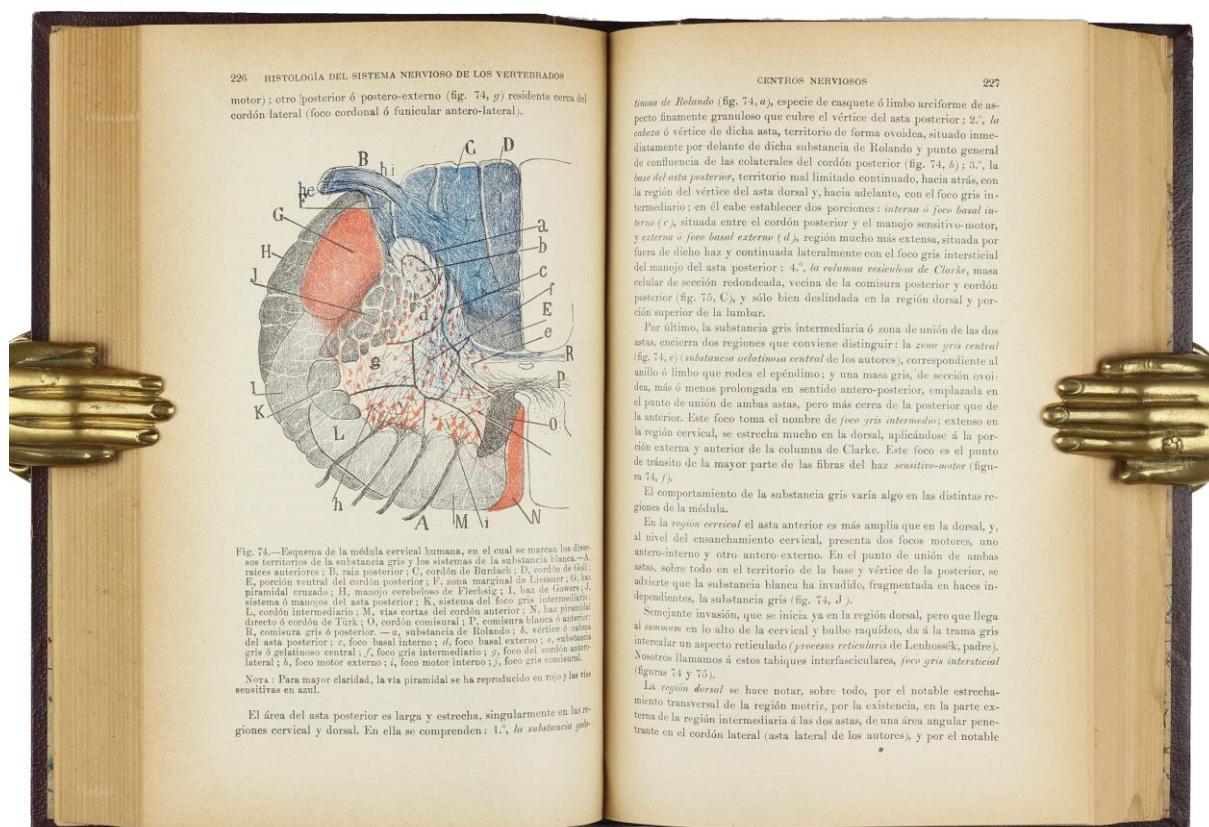 226 HISTOLOGÍA DEL SISTEMA NERVIOSO DE LOS VERTEBRADOS
motor) ; otro posterior ó postero-externo (fig. 74, g) residente cerca del
cordón lateral (foco cordonal ó funicular antero-lateral).
B
hi
C
D
he
F
G
H
J
a
b
c
d
f
E
e
g
R
P
I
K
L
O
h
A
M
i
N
Fig. 74.—Esquema de la médula cervical humana, en el cual se marcan los diver-
sos territorios de la substancia gris y los sistemas de la substancia blanca.—A,
raíces anteriores ; B, raíz posterior ; C, cordón de Burdach ; D, cordón de Goll ;
E, porción ventral del cordón posterior ; F, zona marginal de Lissauer ; G, haz
piramidal cruzado ; H, manojo cerebeloso de Flechsig ; I, haz de Gowers ; J,
sistema ó manojos del asta posterior ; K, sistema del foco gris intermediario ;
L, cordón intermediario ; M, vías cortas del cordón anterior ; N, haz piramidal
directo ó cordón de Türk ; O, cordón comisural ; P, comisura blanca ó anterior ;
R, comisura gris ó posterior. — a, substancia de Rolando ; b, vértice ó cabeza
del asta posterior ; c, foco basal interno ; d, foco basal externo ; e, substancia
gris ó gelatinoso central ; f, foco gris intermediario ; g, foco del cordón antero-
lateral ; h, foco motor externo ; i, foco motor interno ; j, foco gris comisural.
NOTA : Para mayor claridad, la vía piramidal se ha reproducido en rojo y las vías
sensitivas en azul.
El área del asta posterior es larga y estrecha, singularmente en las re-
giones cervical y dorsal. En ella se comprenden : 1.°, la substancia gela-
CENTROS NERVIOSOS 227
tinosa de Rolando (fig. 74, a), especie de casquete ó limbo arciforme de as-
pecto finamente granuloso que cubre el vértice del asta posterior ; 2.°, la
cabeza ó vértice de dicha asta, territorio de forma ovoidea, situado inme-
diatamente por delante de dicha substancia de Rolando y punto general
de confluencia de las colaterales del cordón posterior (fig. 74, b) ; 3.°, la
base del asta posterior, territorio mal limitado continuado, hacia atrás, con
la región del vértice del asta dorsal y, hacia adelante, con el foco gris in-
termediario ; en él cabe establecer dos porciones : interna ó foco basal in-
terno (c), situada entre el cordón posterior y el manojo sensitivo-motor,
y externa ó foco basal externo (d), región mucho más extensa, situada por
fuera de dicho haz y continuada lateralmente con el foco gris intersticial
del manojo del asta posterior ; 4.°, la columna vesiculosa de Clarke, masa
celular de sección redondeada, vecina de la comisura posterior y cordón
posterior (fig. 75, C), y sólo bien deslindada en la región dorsal y por-
ción superior de la lumbar.
Por último, la substancia gris intermediaria ó zona de unión de las dos
astas, encierra dos regiones que conviene distinguir : la zona gris central
(fig. 74, e) (substancia gelatinosa central de los autores), correspondiente al
anillo ó limbo que rodea el epéndimo ; y una masa gris, de sección ovoi-
dea, más ó menos prolongada en sentido antero-posterior, emplazada en
el punto de unión de ambas astas, pero más cerca de la posterior que de
la anterior. Este foco toma el nombre de foco gris intermedio ; extenso en
la región cervical, se estrecha mucho en la dorsal, aplicándose á la por-
ción externa y anterior de la columna de Clarke. Este foco es el punto
de tránsito de la mayor parte de las fibras del haz sensitivo-motor (figu-
ra 74, f).
El comportamiento de la substancia gris varía algo en las distintas re-
giones de la médula.
En la región cervical el asta anterior es más amplia que en la dorsal, y,
al nivel del ensanchamiento cervical, presenta dos focos motores, uno
antero-interno y otro antero-externo. En el punto de unión de ambas
astas, sobre todo en el territorio de la base y vértice de la posterior, se
advierte que la substancia blanca ha invadido, fragmentada en haces in-
dependientes, la substancia gris (fig. 74, J).
Semejante invasión, que se inicia ya en la región dorsal, pero que llega
al summum en lo alto de la cervical y bulbo raquídeo, da á la trama gris
intercalar un aspecto reticulado (procesus reticularis de Lenhossék, padre).
Nosotros llamamos á estos tabiques interfasciculares, foco gris intersticial
(figuras 74 y 75).
La región dorsal se hace notar, sobre todo, por el notable estrecha-
miento transversal de la región motriz, por la existencia, en la parte ex-
terna de la región intermediaria á las dos astas, de una área angular pene-
trante en el cordón lateral (asta lateral de los autores), y por el notable